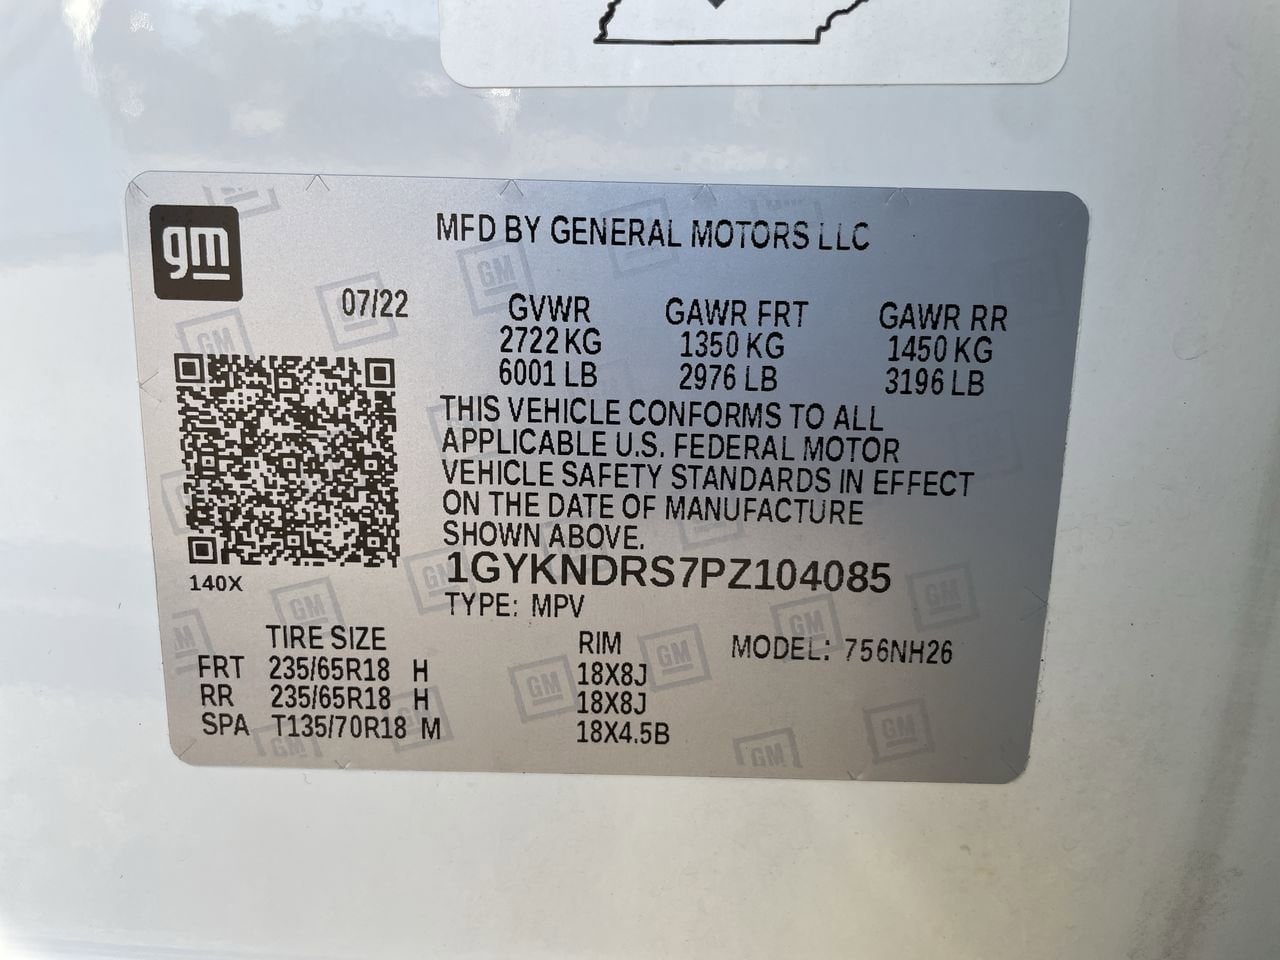 gm
MFD BY GENERAL MOTORS LLC
07/22
GVWR GAWR FRT GAWR RR
2722 KG 1350 KG 1450 KG
6001 LB 2976 LB 3196 LB
THIS VEHICLE CONFORMS TO ALL
APPLICABLE U.S. FEDERAL MOTOR
VEHICLE SAFETY STANDARDS IN EFFECT
ON THE DATE OF MANUFACTURE
SHOWN ABOVE.
1GYKNDRS7PZ104085
140X
TYPE: MPV
TIRE SIZE RIM MODEL: 756NH26
FRT 235/65R18 H 18X8J
RR 235/65R18 H 18X8J
SPA T135/70R18 M 18X4.5B